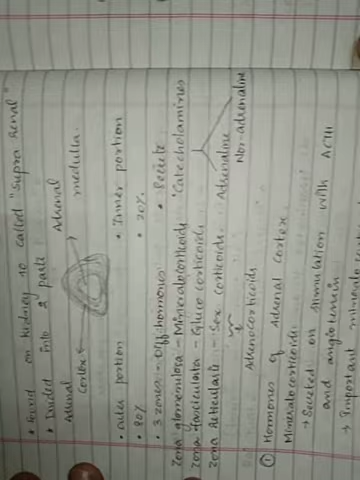 • Found on kidney so called "Supra Renal"
• Divided into 2 parts
Adrenal Cortex
Adrenal medulla.
• outer portion • Inner portion
• 80% • 20%
• 3 zones - Diff hormones • Secrete
Zona glomerulosa - Mineralocorticoids "Catecholamines
Zona fasciculata - Gluco corticoids
Zona Reticularis - Sex corticoids. Adrenaline Nor-adrenaline
Adrenocorticoids
① Hormones of Adrenal Cortex
Mineralocorticoids
→ Secreted on stimulation with ACTH
and angiotensin
→ Important